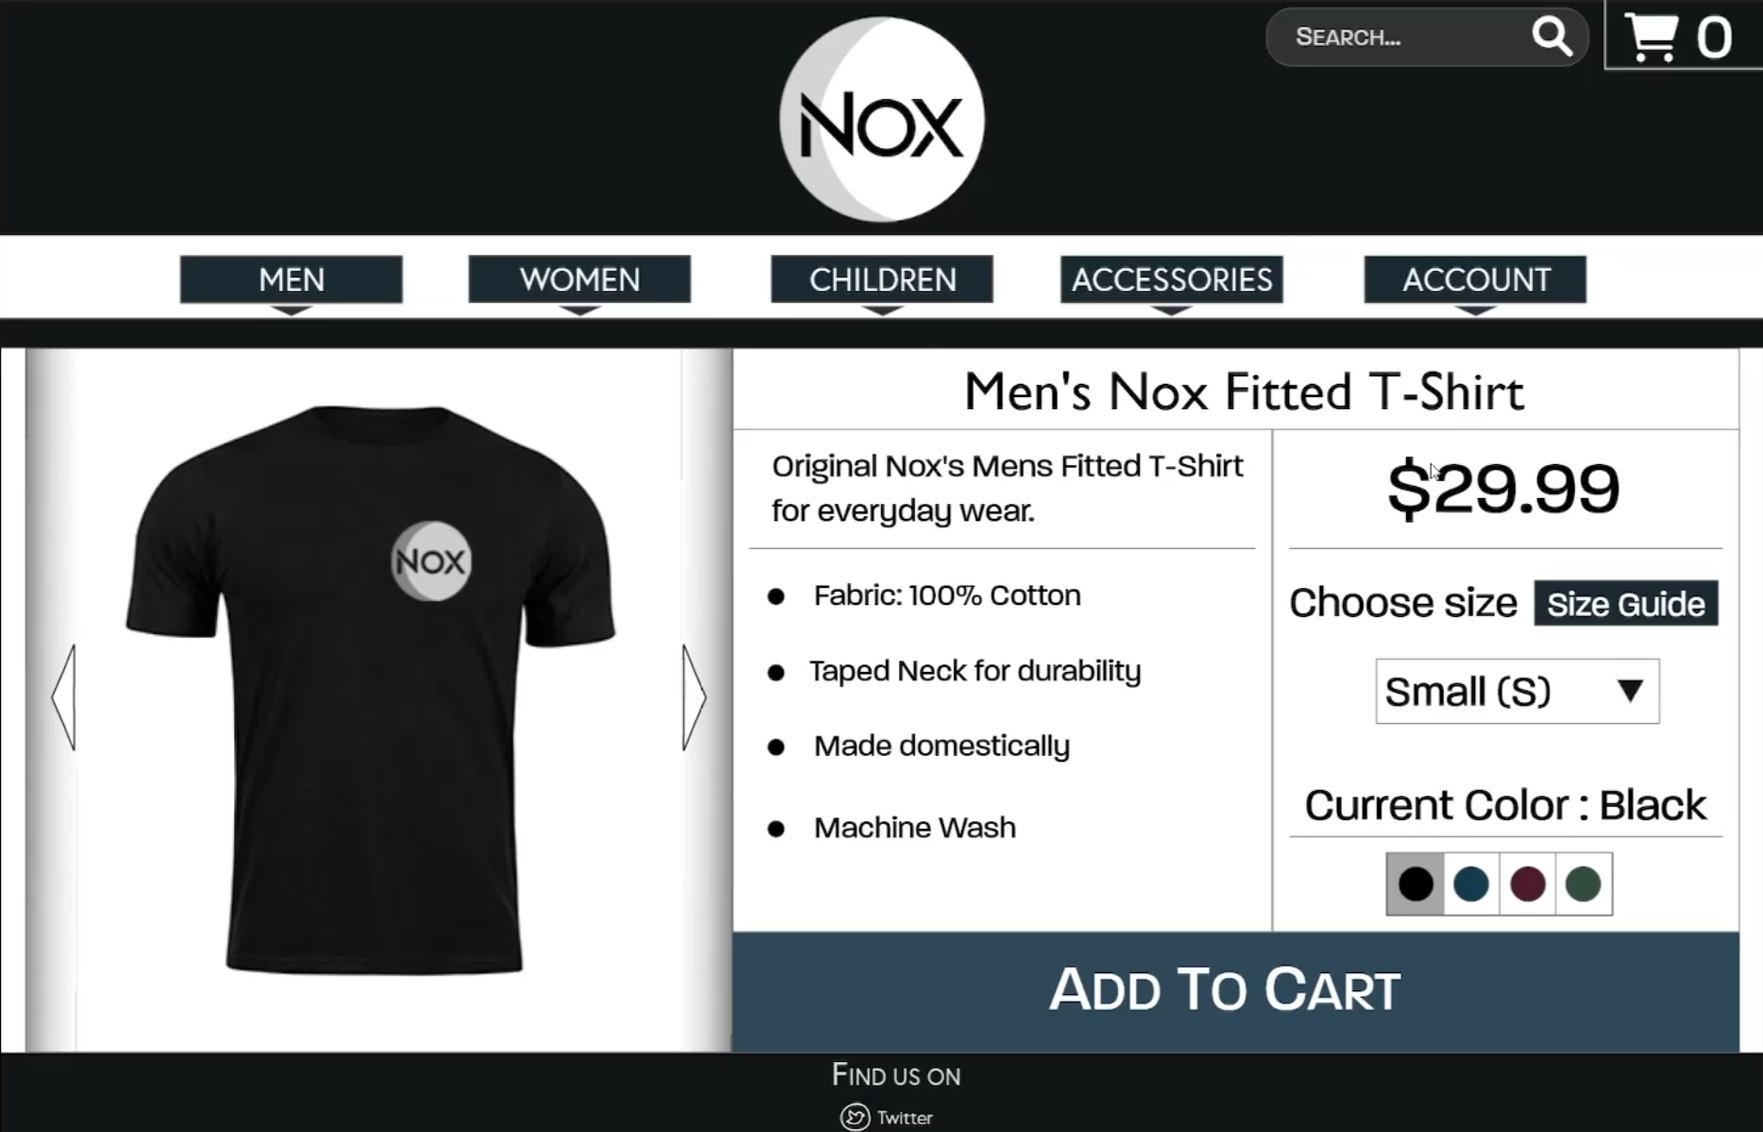 SEARCH...
0
NOX
MEN
WOMEN
CHILDREN
ACCESSORIES
ACCOUNT
NOX
Men's Nox Fitted T-Shirt
Original Nox's Mens Fitted T-Shirt
for everyday wear.
Fabric: 100% Cotton
Taped Neck for durability
Made domestically
Machine Wash
$29.99
Choose size
Size Guide
Small (S)
Current Color : Black
ADD TO CART
FIND US ON
Twitter